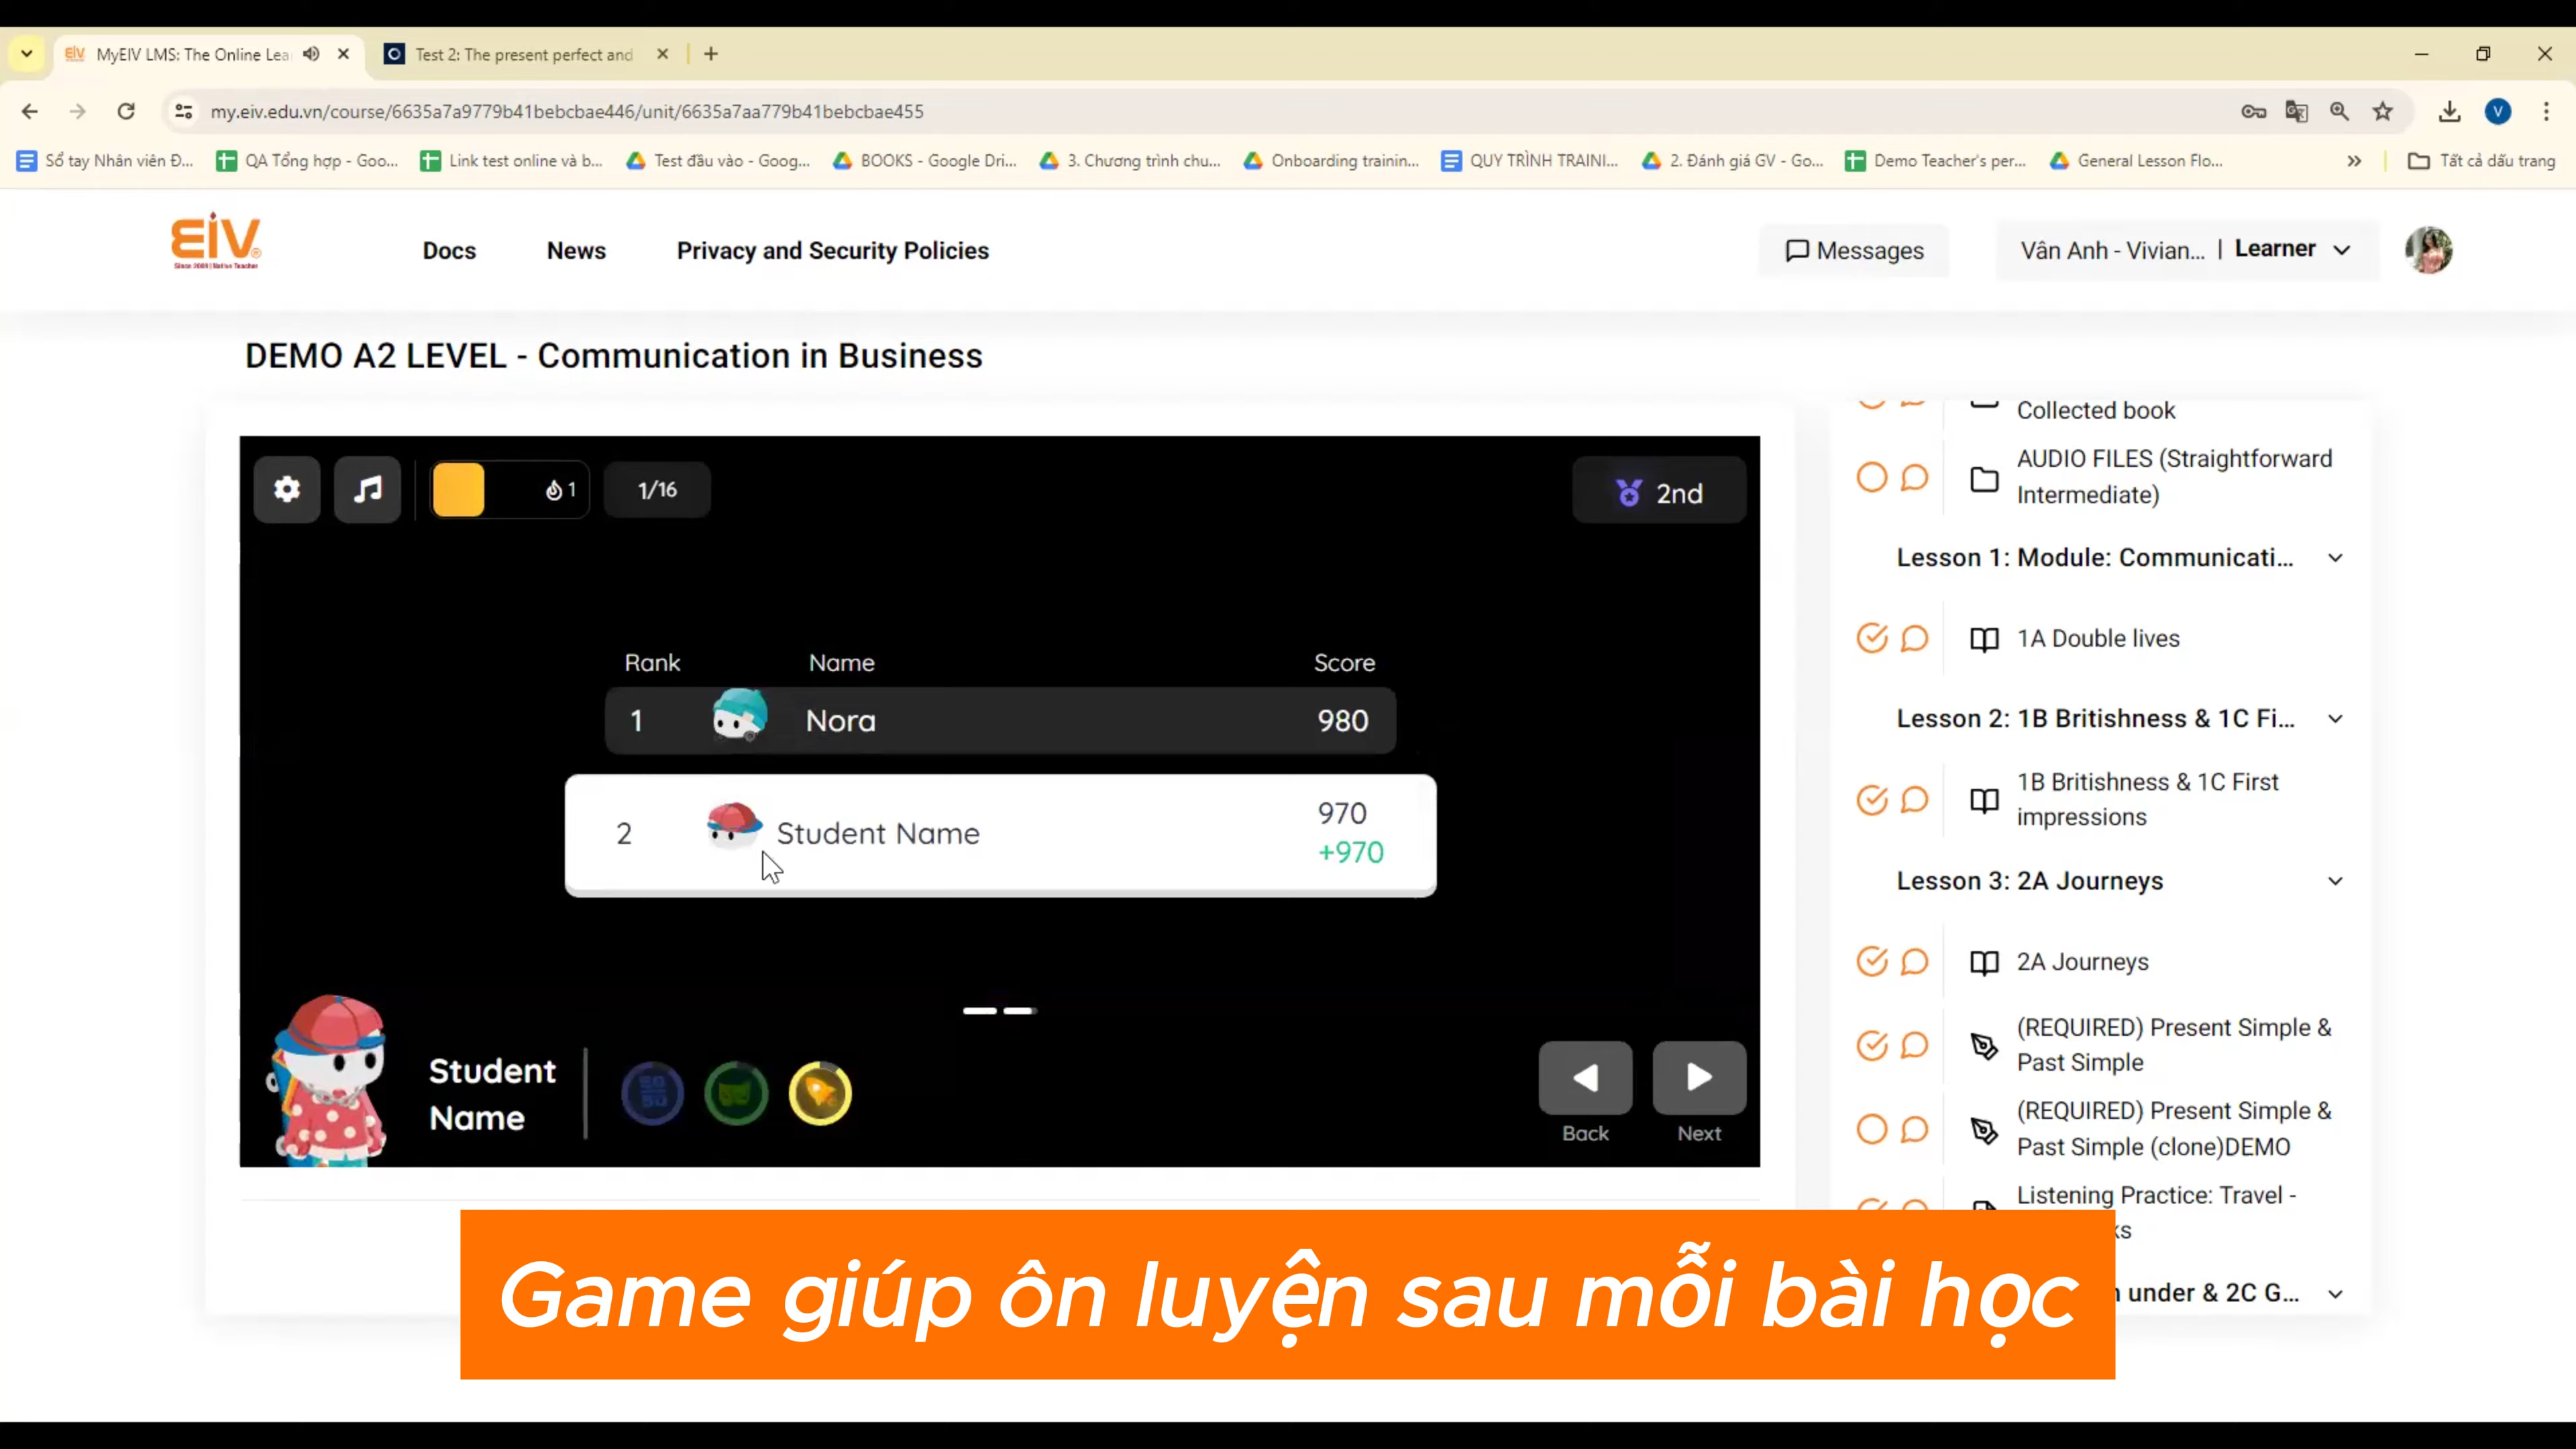 MyEIV LMS: The Online Lea
Test 2: The present perfect and
my.eiv.edu.vn/course/6635a7a9779b41bebcbae446/unit/6635a7aa779b41bebcbae455
V
Sổ tay Nhân viên Đ...
QA Tổng hợp - Goo...
Link test online và b...
Test đầu vào - Goog...
BOOKS - Google Dri...
3. Chương trình chu...
Onboarding trainin...
QUY TRÌNH TRAINI...
2. Đánh giá GV - Go...
Demo Teacher's per...
General Lesson Flo...
Tất cả dấu trang
EIV
Since 2009 | Native Teacher
Docs
News
Privacy and Security Policies
Messages
Vân Anh - Vivian... | Learner
DEMO A2 LEVEL - Communication in Business
1
1/16
2nd
Rank Name Score
1 Nora 980
2 Student Name 970
+970
Student
Name
Back
Next
Collected book
AUDIO FILES (Straightforward
Intermediate)
Lesson 1: Module: Communicati...
1A Double lives
Lesson 2: 1B Britishness & 1C Fi...
1B Britishness & 1C First
impressions
Lesson 3: 2A Journeys
2A Journeys
(REQUIRED) Present Simple &
Past Simple
(REQUIRED) Present Simple &
Past Simple (clone)DEMO
Listening Practice: Travel -
under & 2C G...
Game giúp ôn luyện sau mỗi bài học